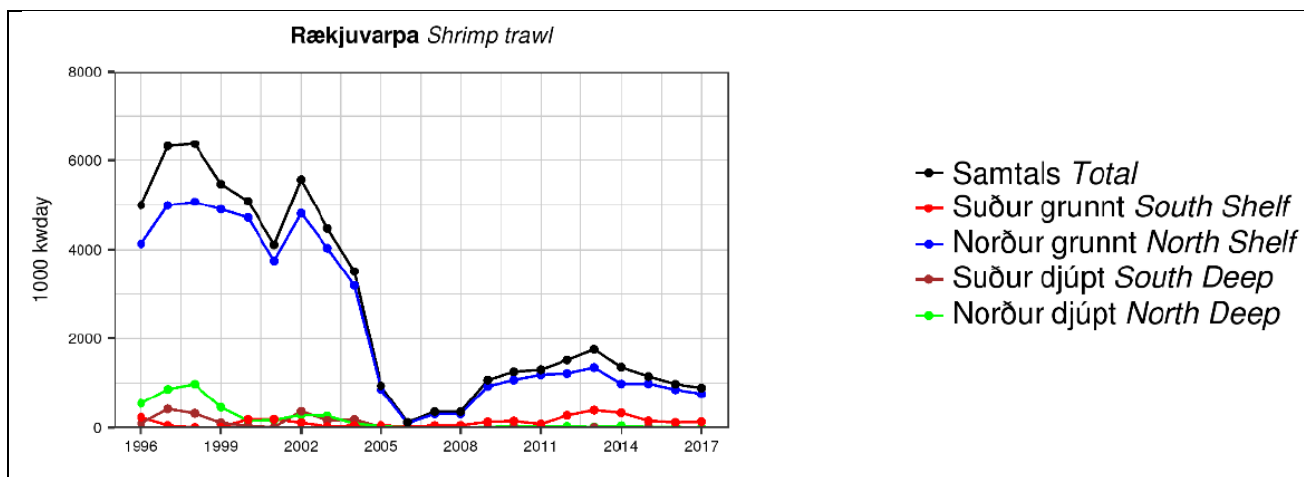 Rækjuvarpa Shrimp trawl
8000
6000
4000
2000
0
1000 kwday
1996 1999 2002 2005 2008 2011 2014 2017
Samtals Total
Suður grunnt South Shelf
Norður grunnt North Shelf
Suður djúpt South Deep
Norður djúpt North Deep